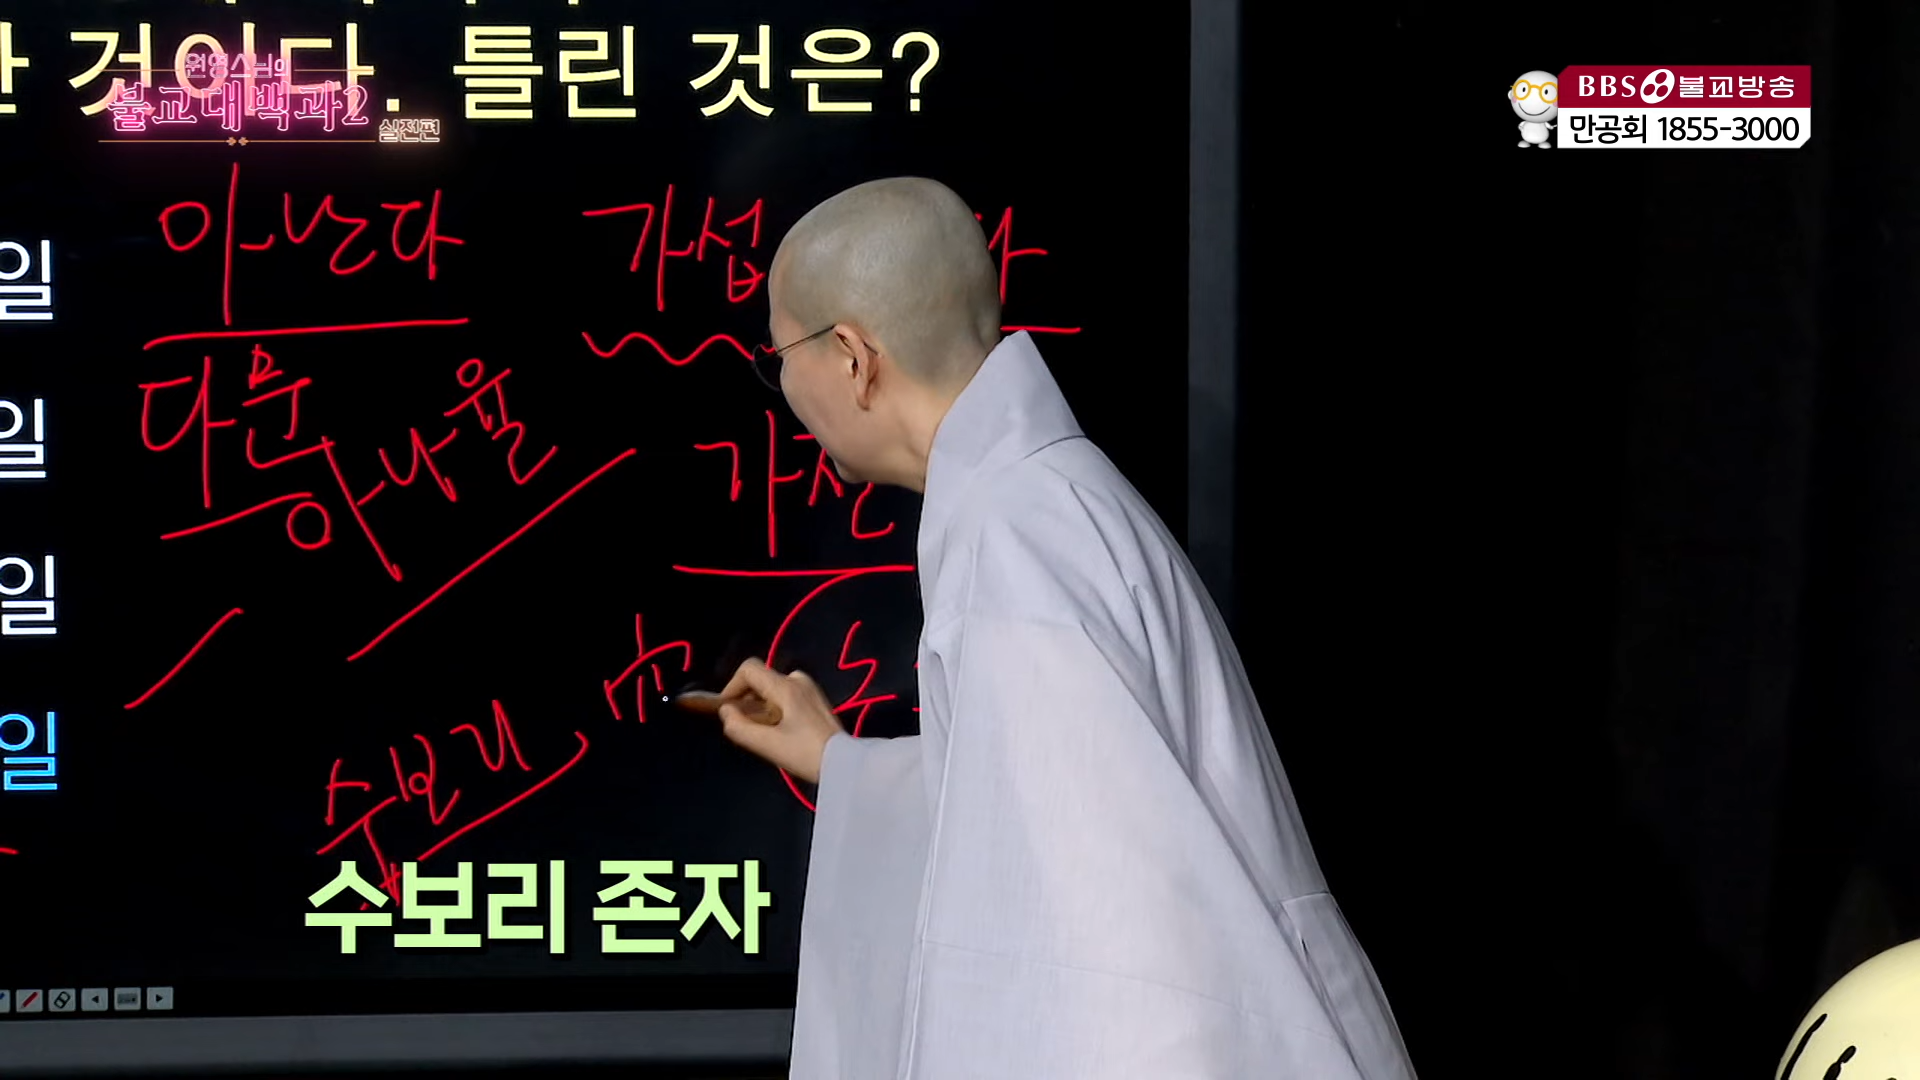 것이다. 틀린 것은?
원영스님의
불교대백과2
실전편
BBS 불교방송
만공회 1855-3000
아난다 가섭
다문
아나율
가전
일
일
일
일
논
수보리
수보리 존자